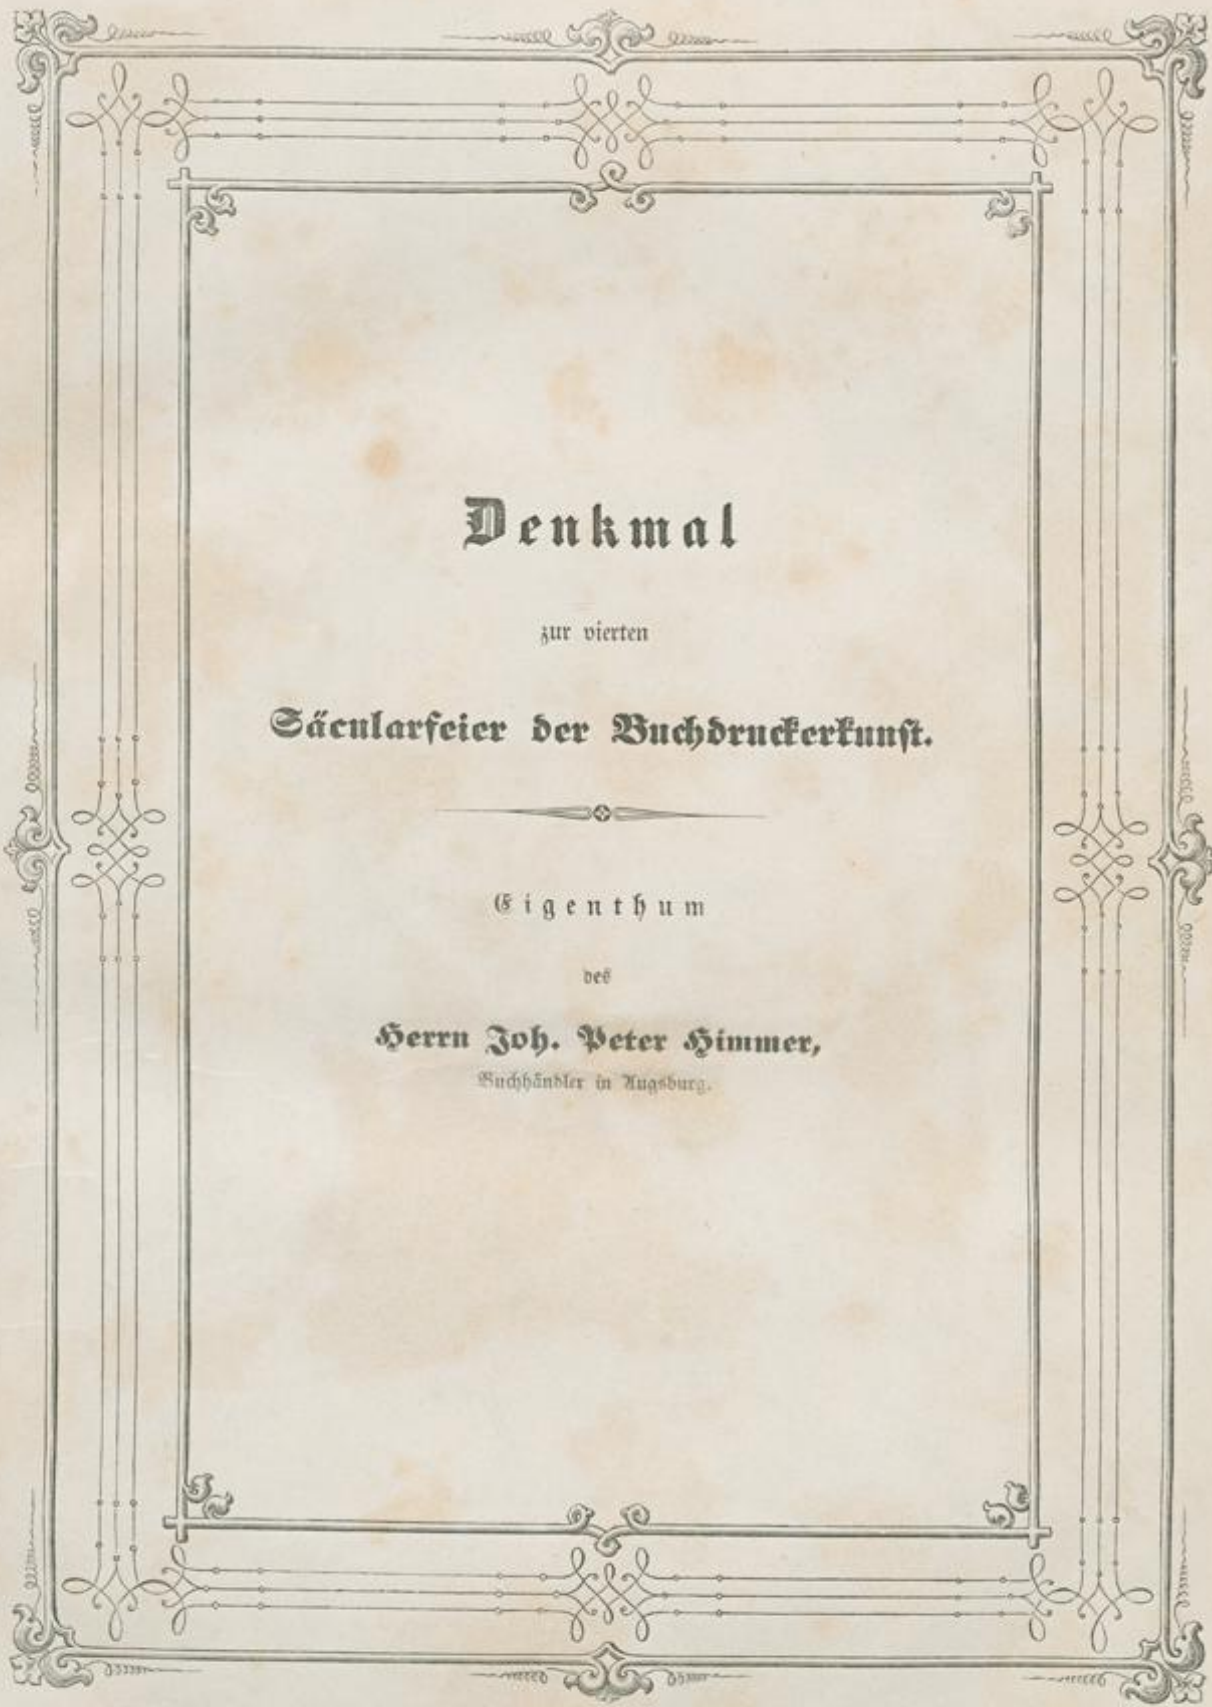 Denkmal
zur vierten
Säcularfeier der Buchdruckerkunst.
Eigenthum
des
Herrn Joh. Peter Himmer,
Buchhändler in Augsburg.